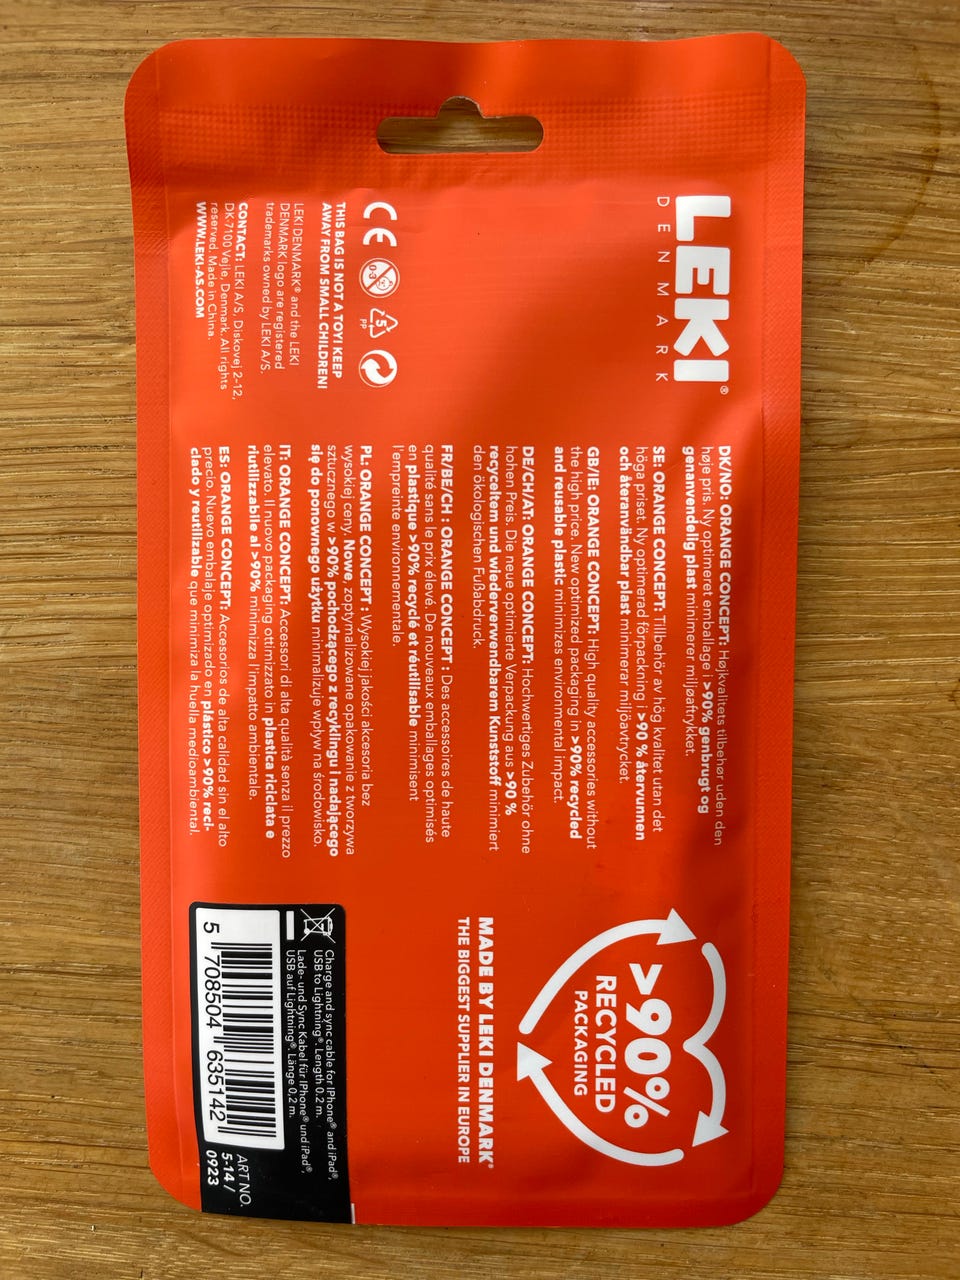 LEKI®
DENMARK
CE
0-3
5
PP
THIS BAG IS NOT A TOY! KEEP
AWAY FROM SMALL CHILDREN!
LEKI DENMARK® and the LEKI
DENMARK logo are registered
trademarks owned by LEKI A/S.
CONTACT: LEKI A/S, Diskovej 2-12,
DK-7100 Vejle, Denmark. All rights
reserved. Made in China.
WWW.LEKI-AS.COM
DK/NO: ORANGE CONCEPT: Højkvalitets tilbehør uden den
høje pris. Ny optimeret emballage i >90% genbrugt og
genanvendelig plast minimerer miljøaftrykket.
SE: ORANGE CONCEPT: Tillbehör av hög kvalitet utan det
höga priset. Ny optimerad förpackning i >90 % återvunnen
och återanvändbar plast minimerar miljöavtrycket.
GB/IE: ORANGE CONCEPT: High quality accessories without
the high price. New optimized packaging in >90% recycled
and reusable plastic minimizes environmental impact.
DE/CH/AT: ORANGE CONCEPT: Hochwertiges Zubehör ohne
hohen Preis. Die neue optimierte Verpackung aus >90 %
recyceltem und wiederverwendbarem Kunststoff minimiert
den ökologischen Fußabdruck.
FR/BE/CH : ORANGE CONCEPT : Des accessoires de haute
qualité sans le prix élevé. De nouveaux emballages optimisés
en plastique >90% recyclé et réutilisable minimisent
l'empreinte environnementale.
PL: ORANGE CONCEPT : Wysokiej jakości akcesoria bez
wysokiej ceny. Nowe, zoptymalizowane opakowanie z tworzywa
sztucznego w >90% pochodzącego z recyklingu i nadającego
się do ponownego użytku minimalizuje wpływ na środowisko.
IT: ORANGE CONCEPT: Accessori di alta qualità senza il prezzo
elevato. Il nuovo packaging ottimizzato in plastica riciclata e
riutilizzabile al >90% minimizza l'impatto ambientale.
ES: ORANGE CONCEPT: Accesorios de alta calidad sin el alto
precio. Nuevo embalaje optimizado en plástico >90% reci-
clado y reutilizable que minimiza la huella medioambiental.
>90%
RECYCLED
PACKAGING
MADE BY LEKI DENMARK®
THE BIGGEST SUPPLIER IN EUROPE
Charge and sync cable for iPhone® and iPad®,
USB to Lightning®. Length 0.2 m.
Lade- und Sync Kabel für iPhone® und iPad®,
USB auf Lightning®. Länge 0,2 m.
5 708504 635142
ART NO.
5-14 /
0923